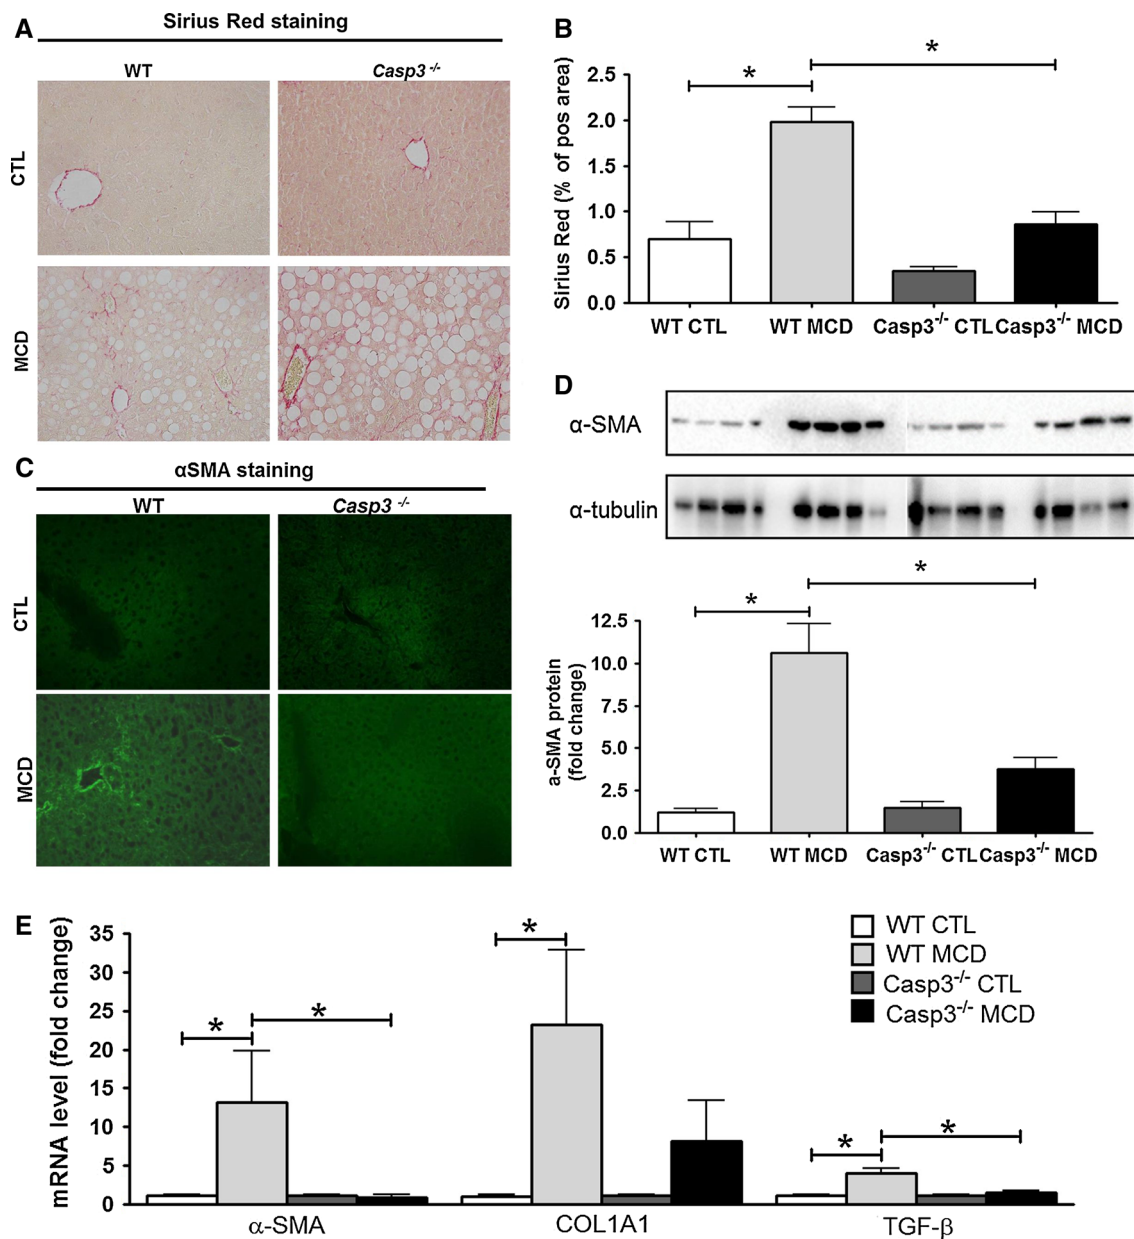 A
Sirius Red staining
WT
Casp3 -/-
CTL
MCD
B
*
*
Sirius Red (% of pos area)
2.5
2.0
1.5
1.0
0.5
0.0
WT CTL
WT MCD
Casp3-/- CTL
Casp3-/- MCD
C
αSMA staining
WT
Casp3 -/-
CTL
MCD
D
α-SMA
α-tubulin
*
*
a-SMA protein
(fold change)
12.5
10.0
7.5
5.0
2.5
0.0
WT CTL
WT MCD
Casp3-/- CTL
Casp3-/- MCD
E
mRNA level (fold change)
35
30
25
20
15
10
5
0
*
*
*
*
*
α-SMA
COL1A1
TGF-β
WT CTL
WT MCD
Casp3-/- CTL
Casp3-/- MCD